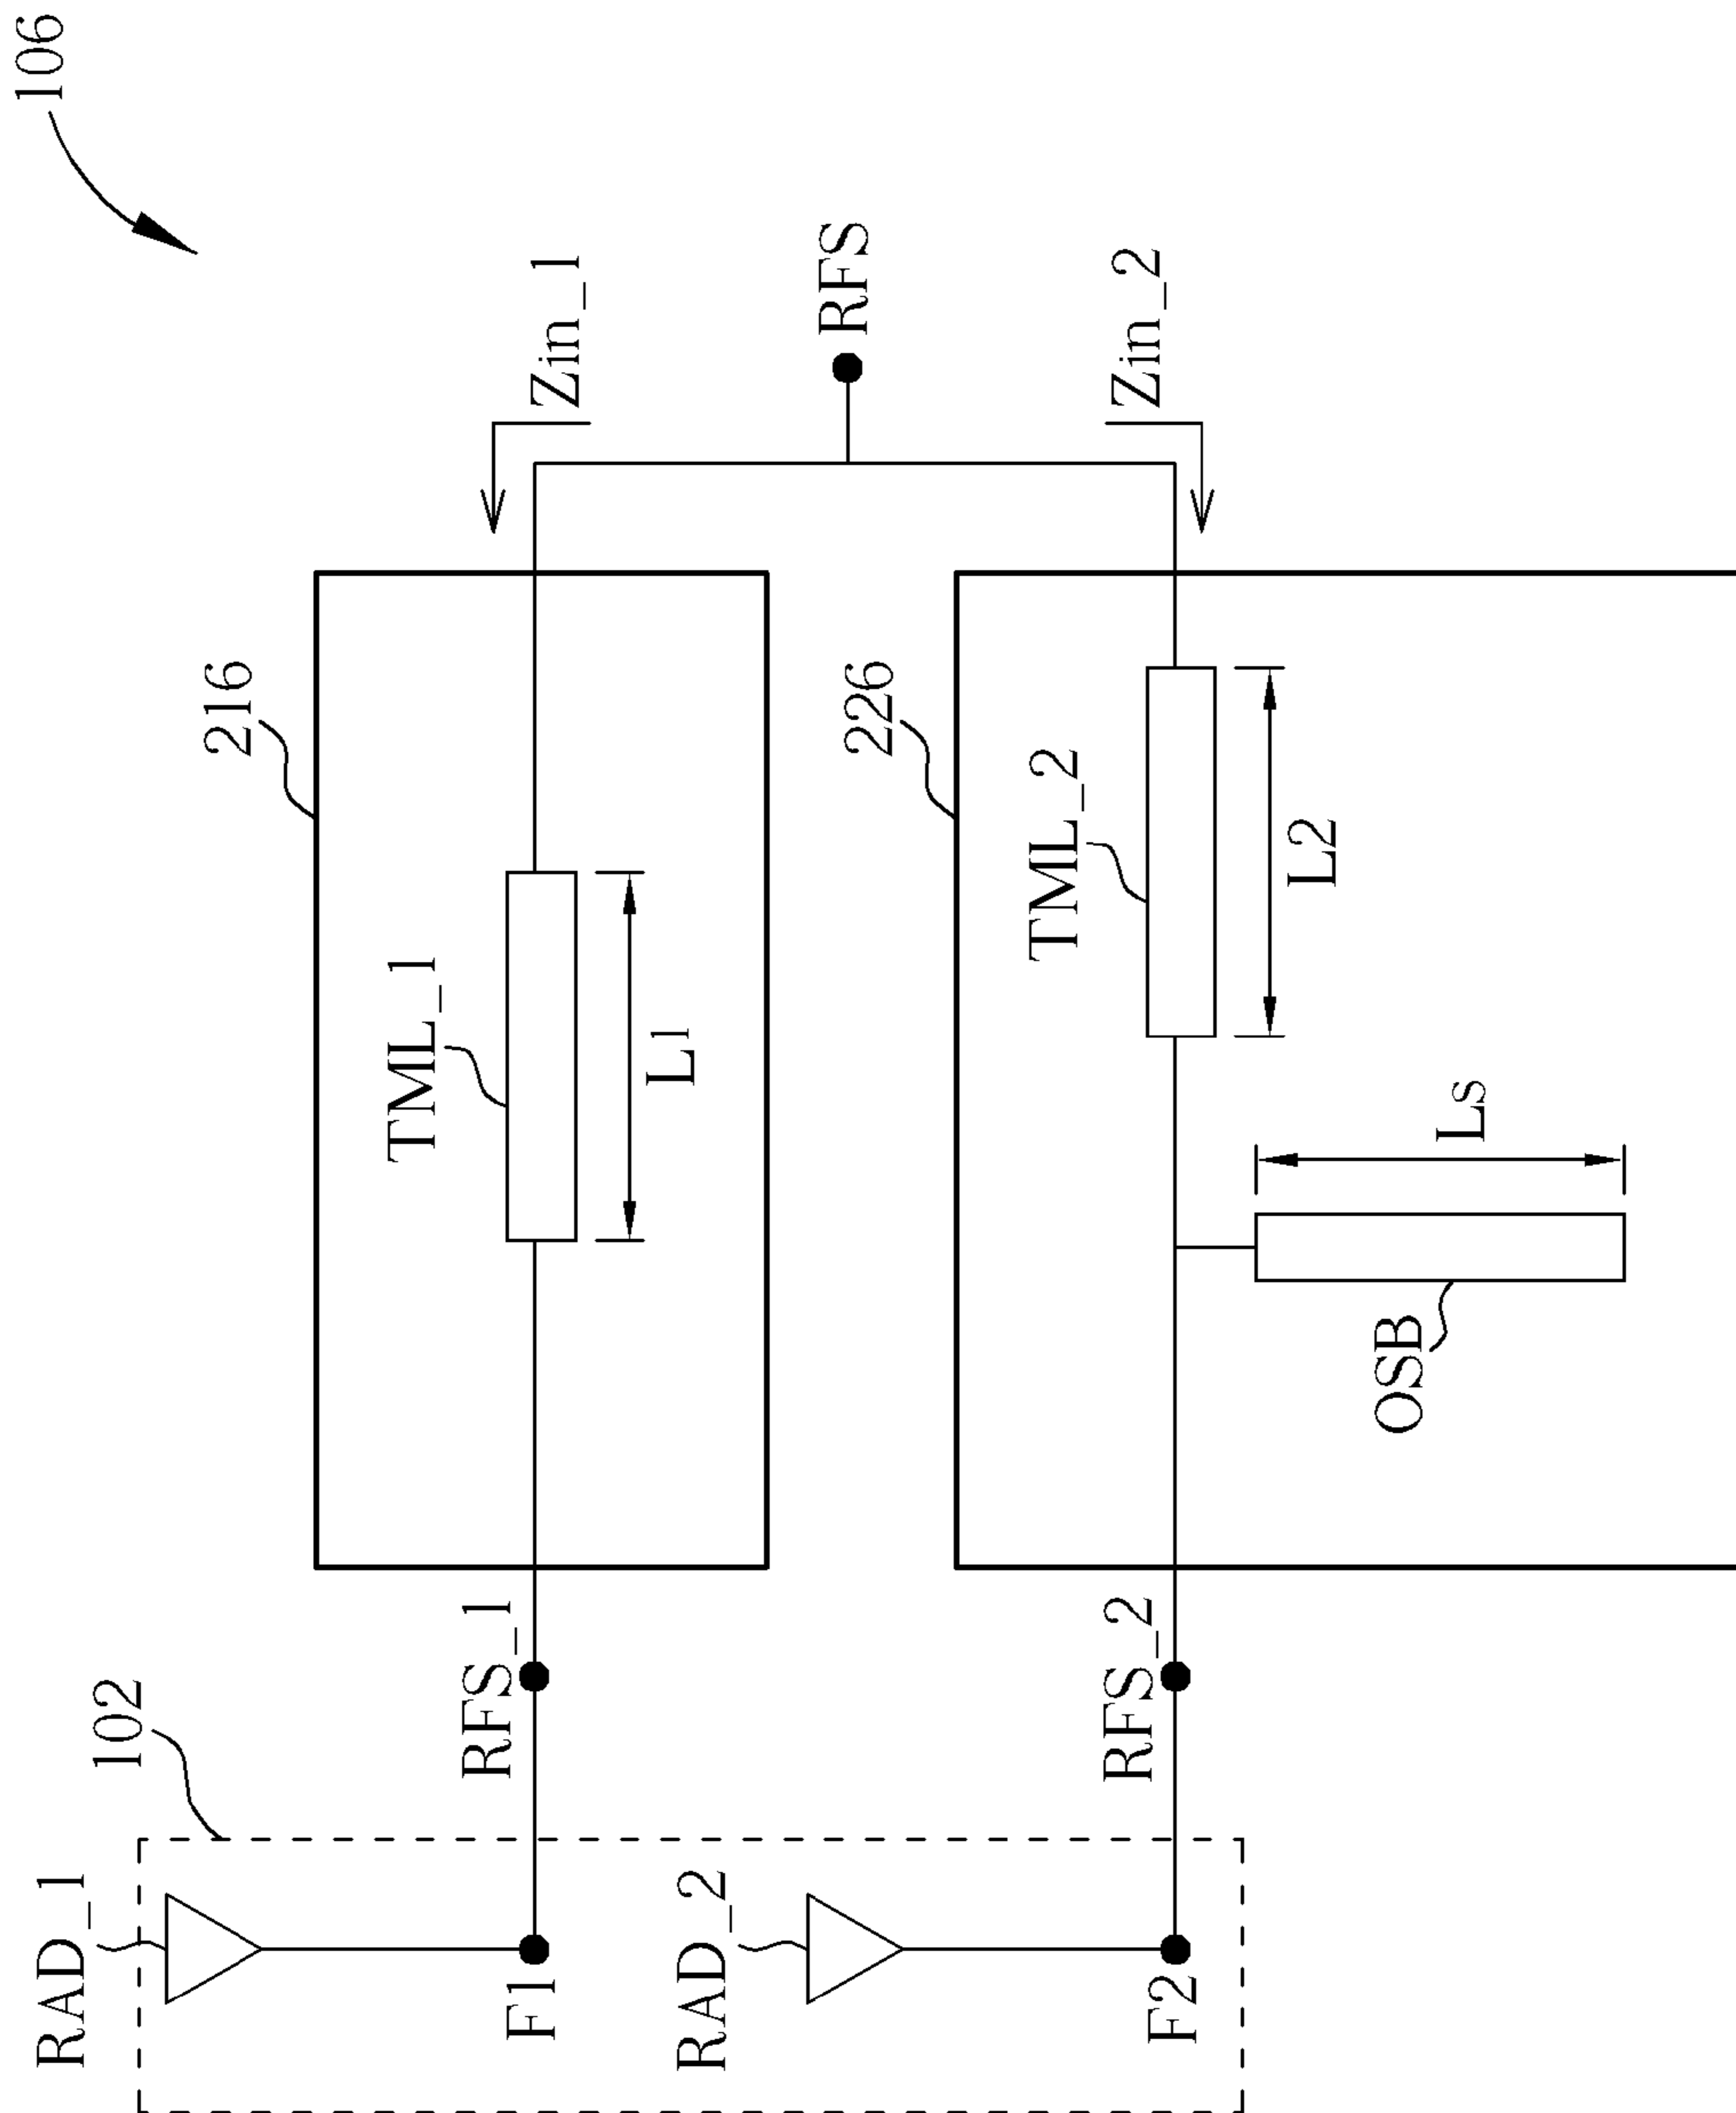 106
RFS
Zin_1
Zin_2
216
226
TML_1
L1
TML_2
L2
Ls
OSB
RFS_1
RFS_2
102
RAD_1
F1
RAD_2
F2